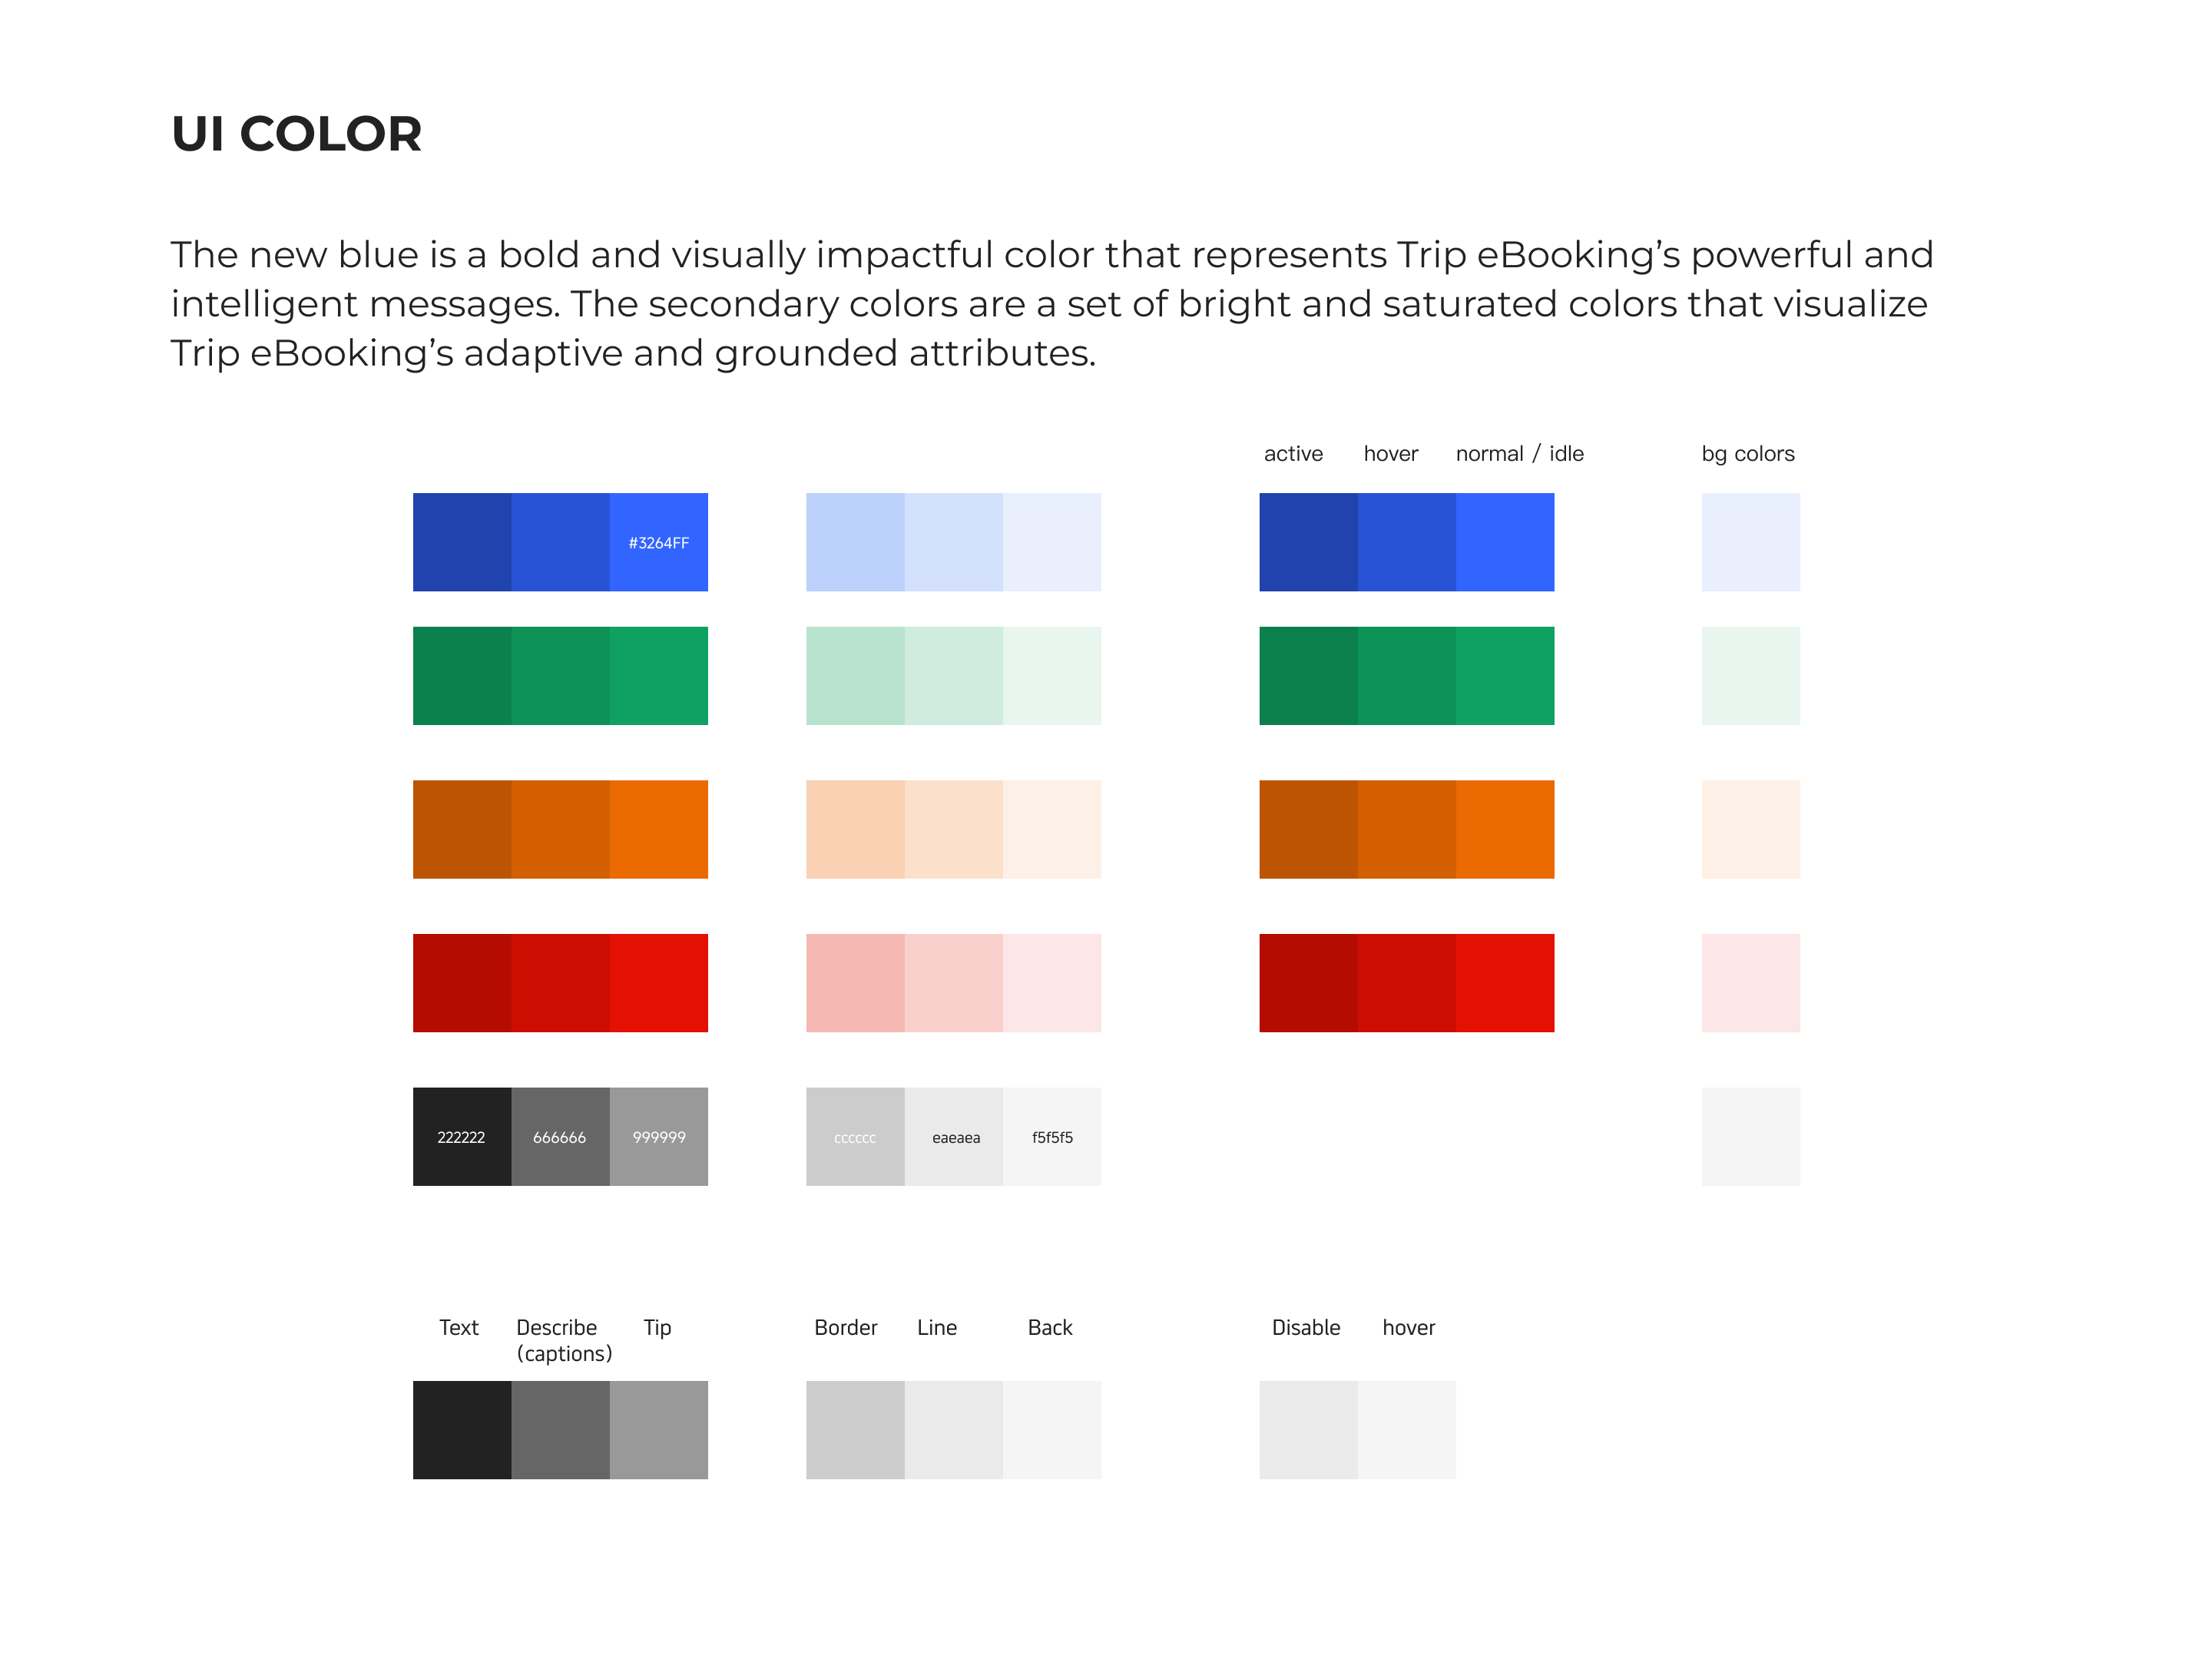 UI COLOR
The new blue is a bold and visually impactful color that represents Trip eBooking’s powerful and
intelligent messages. The secondary colors are a set of bright and saturated colors that visualize
Trip eBooking’s adaptive and grounded attributes.
active hover normal / idle bg colors
#3264FF
222222 666666 999999 cccccc eaeaea f5f5f5
Text Describe Tip Border Line Back Disable hover
(captions)